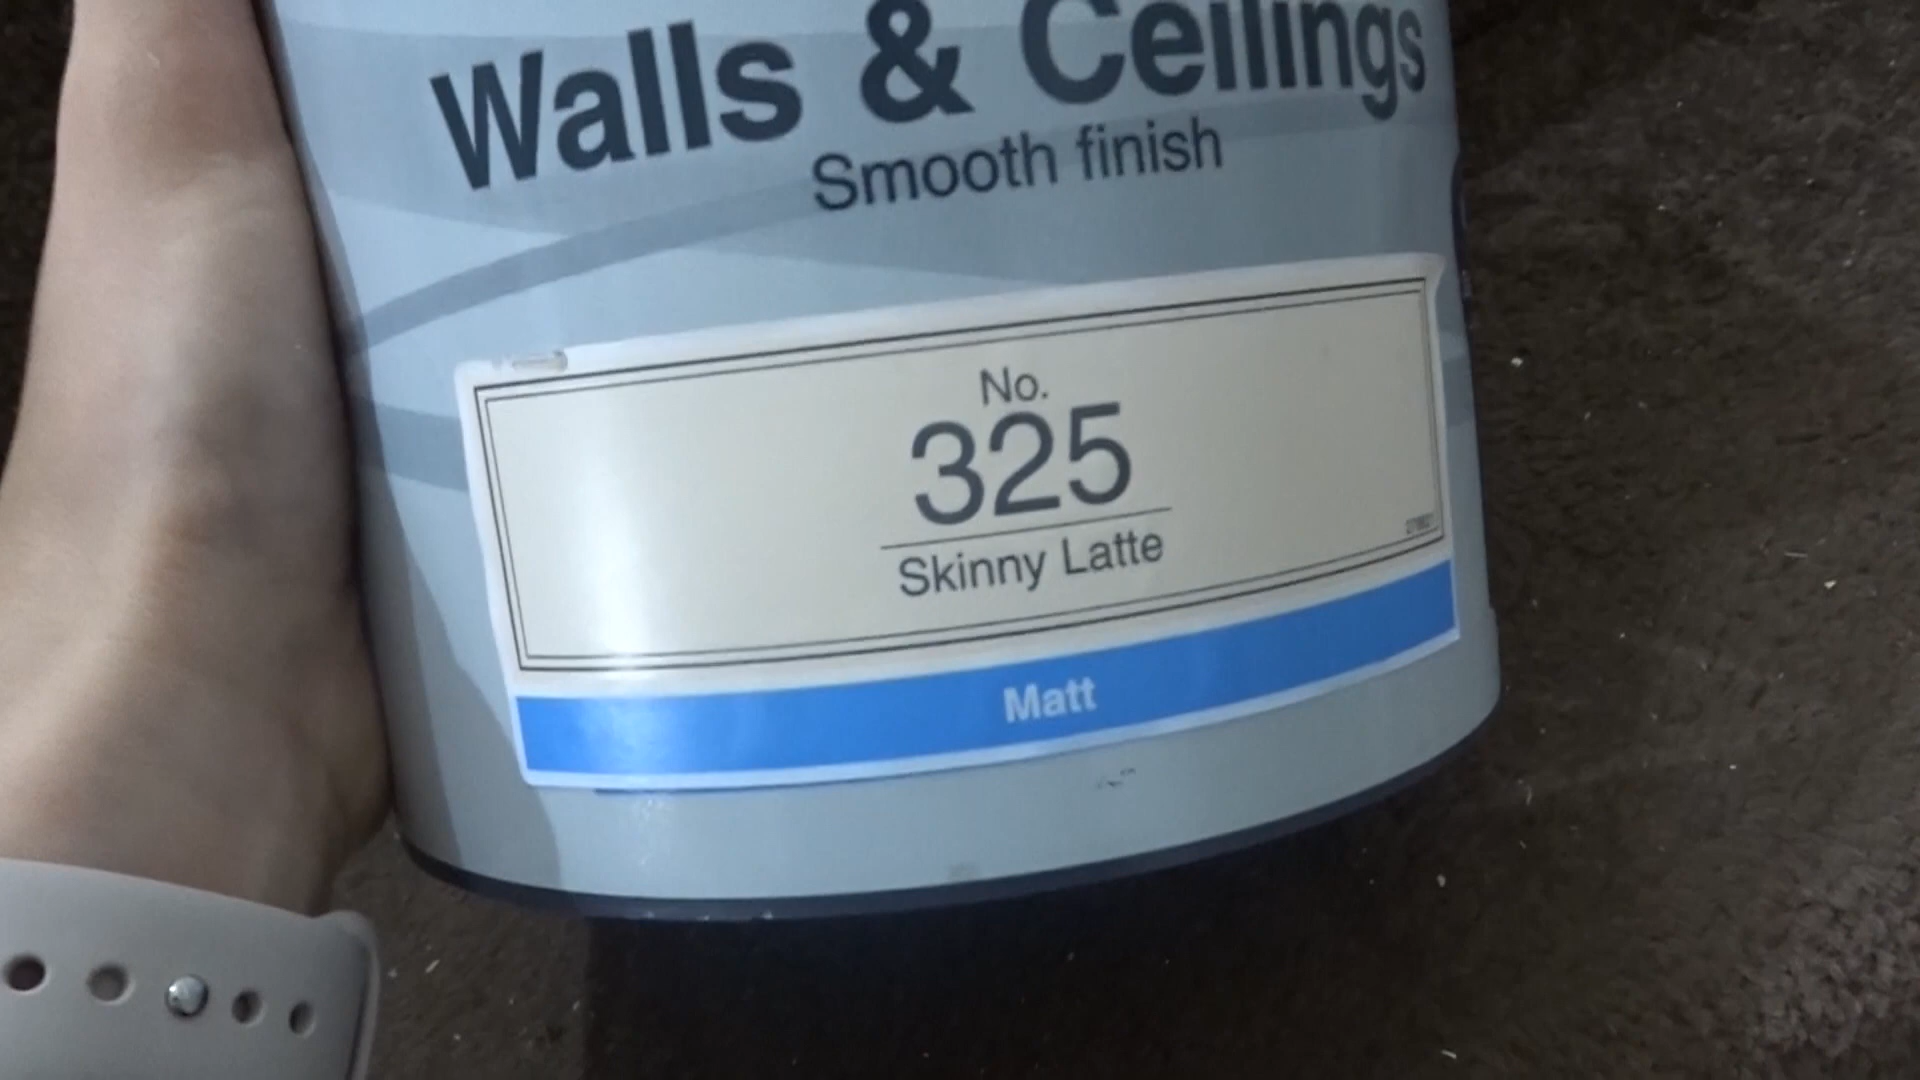 Walls & Ceilings
Smooth finish
No.
325
Skinny Latte
Matt